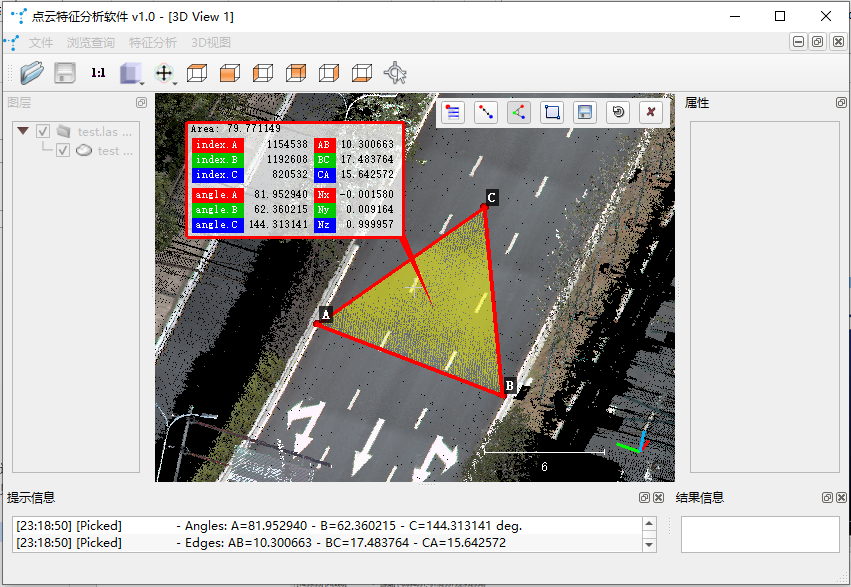 点云特征分析软件 v1.0 - [3D View 1]
文件 浏览查询 特征分析 3D视图
1:1
图层
属性
test.las ...
test ...
Area: 79.771149
index.A 1154538 AB 10.300663
index.B 1192608 BC 17.483764
index.C 820532 CA 15.642572
angle.A 81.952940 Nx -0.001580
angle.B 62.360215 Ny 0.009164
angle.C 144.313141 Nz 0.999957
C
A
B
6
提示信息
结果信息
[23:18:50] [Picked] - Angles: A=81.952940 - B=62.360215 - C=144.313141 deg.
[23:18:50] [Picked] - Edges: AB=10.300663 - BC=17.483764 - CA=15.642572